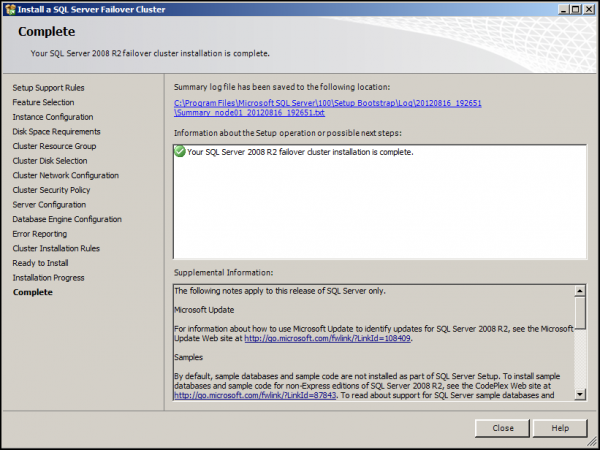 Install a SQL Server Failover Cluster
Complete
Your SQL Server 2008 R2 failover cluster installation is complete.
Setup Support Rules
Feature Selection
Instance Configuration
Disk Space Requirements
Cluster Resource Group
Cluster Disk Selection
Cluster Network Configuration
Cluster Security Policy
Server Configuration
Database Engine Configuration
Error Reporting
Cluster Installation Rules
Ready to Install
Installation Progress
Complete
Summary log file has been saved to the following location:
C:\Program Files\Microsoft SQL Server\100\Setup Bootstrap\Log\20120816_192651
\Summary_node01_20120816_192651.txt
Information about the Setup operation or possible next steps:
Your SQL Server 2008 R2 failover cluster installation is complete.
Supplemental Information:
The following notes apply to this release of SQL Server only.
Microsoft Update
For information about how to use Microsoft Update to identify updates for SQL Server 2008 R2, see the Microsoft
Update Web site at http://go.microsoft.com/fwlink/?LinkId=108409.
Samples
By default, sample databases and sample code are not installed as part of SQL Server Setup. To install sample
databases and sample code for non-Express editions of SQL Server 2008 R2, see the CodePlex Web site at
http://go.microsoft.com/fwlink/?LinkId=87843. To read about support for SQL Server sample databases and
Close
Help